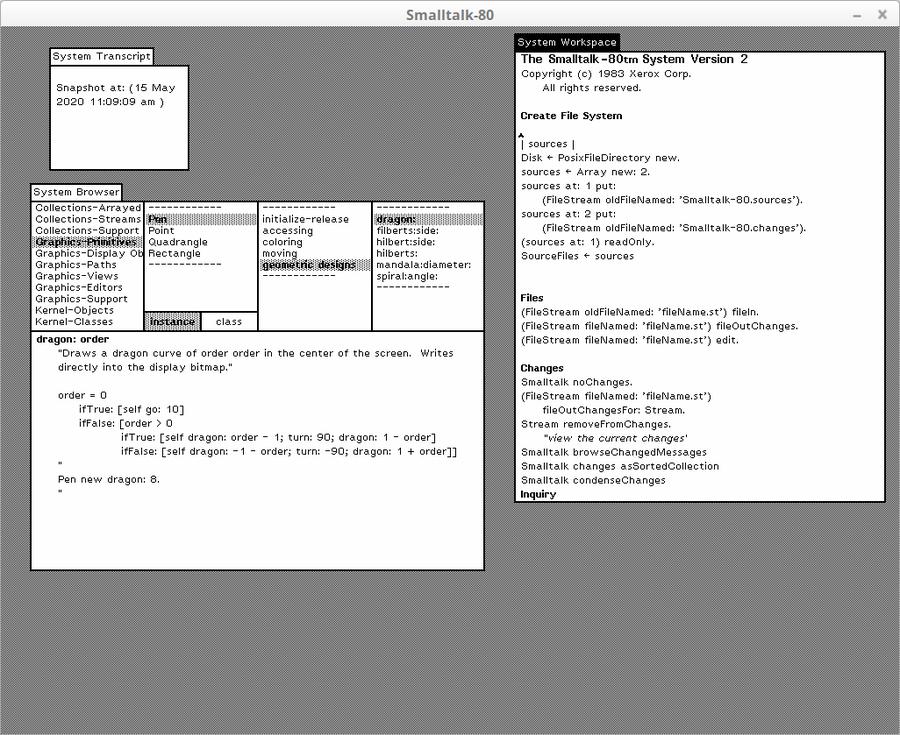 Smalltalk-80
System Transcript
Snapshot at: (15 May
2020 11:09:09 am )
System Browser
Collections-Arrayed
Collections-Streams
Collections-Support
Graphics-Primitives
Graphics-Display Ob
Graphics-Paths
Graphics-Views
Graphics-Editors
Graphics-Support
Kernel-Objects
Kernel-Classes
------------
Pen
Point
Quadrangle
Rectangle
------------
instance
class
------------
initialize-release
accessing
coloring
moving
geometric designs
------------
------------
dragon:
filberts:side:
hilbert:side:
hilberts:
mandala:diameter:
spiral:angle:
------------
dragon: order
"Draws a dragon curve of order order in the center of the screen.  Writes
directly into the display bitmap."
order = 0
ifTrue: [self go: 10]
ifFalse: [order > 0
ifTrue: [self dragon: order - 1; turn: 90; dragon: 1 - order]
ifFalse: [self dragon: -1 - order; turn: -90; dragon: 1 + order]]
"
Pen new dragon: 8.
"
System Workspace
The Smalltalk-80tm System Version 2
Copyright (c) 1983 Xerox Corp.
All rights reserved.
Create File System
| sources |
Disk ← PosixFileDirectory new.
sources ← Array new: 2.
sources at: 1 put:
(FileStream oldFileNamed: 'Smalltalk-80.sources').
sources at: 2 put:
(FileStream oldFileNamed: 'Smalltalk-80.changes').
(sources at: 1) readOnly.
SourceFiles ← sources
Files
(FileStream oldFileNamed: 'fileName.st') fileIn.
(FileStream fileNamed: 'fileName.st') fileOutChanges.
(FileStream fileNamed: 'fileName.st') edit.
Changes
Smalltalk noChanges.
(FileStream fileNamed: 'fileName.st')
fileOutChangesFor: Stream.
Stream removeFromChanges.
"view the current changes'
Smalltalk browseChangedMessages
Smalltalk changes asSortedCollection
Smalltalk condenseChanges
Inquiry